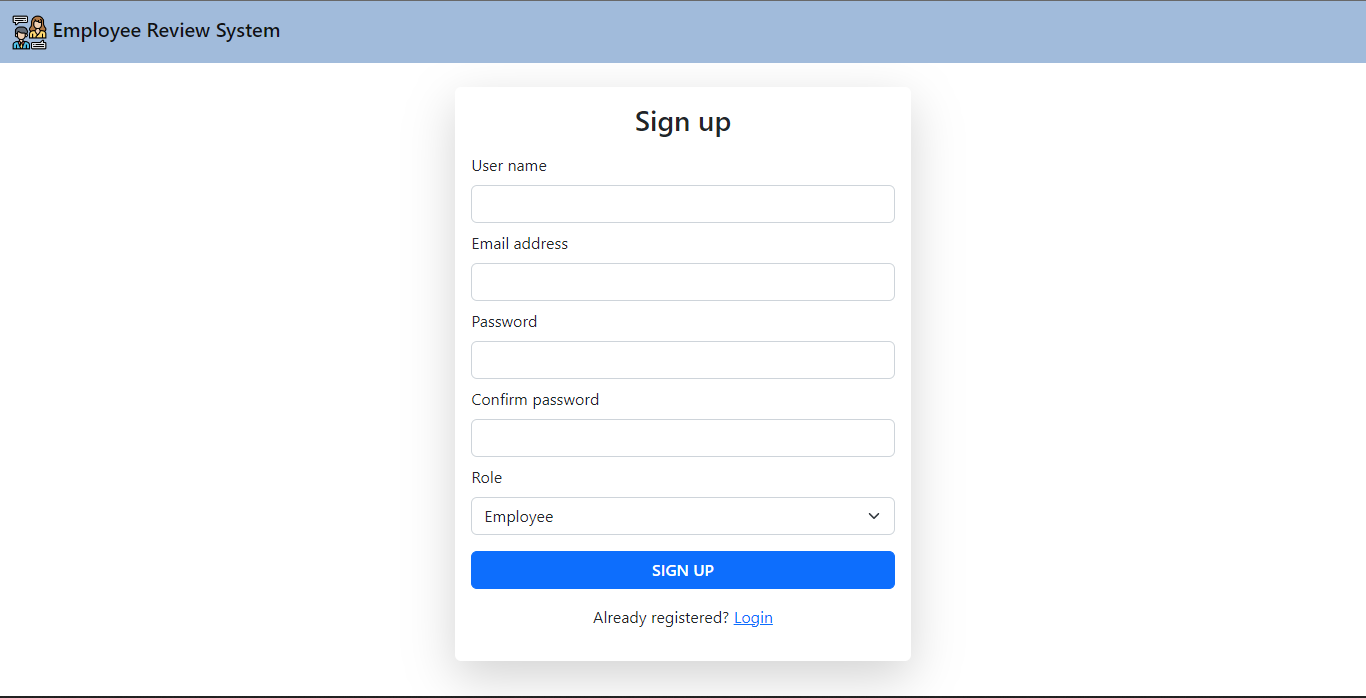 Employee Review System
Sign up
User name
Email address
Password
Confirm password
Role
Employee
SIGN UP
Already registered? Login